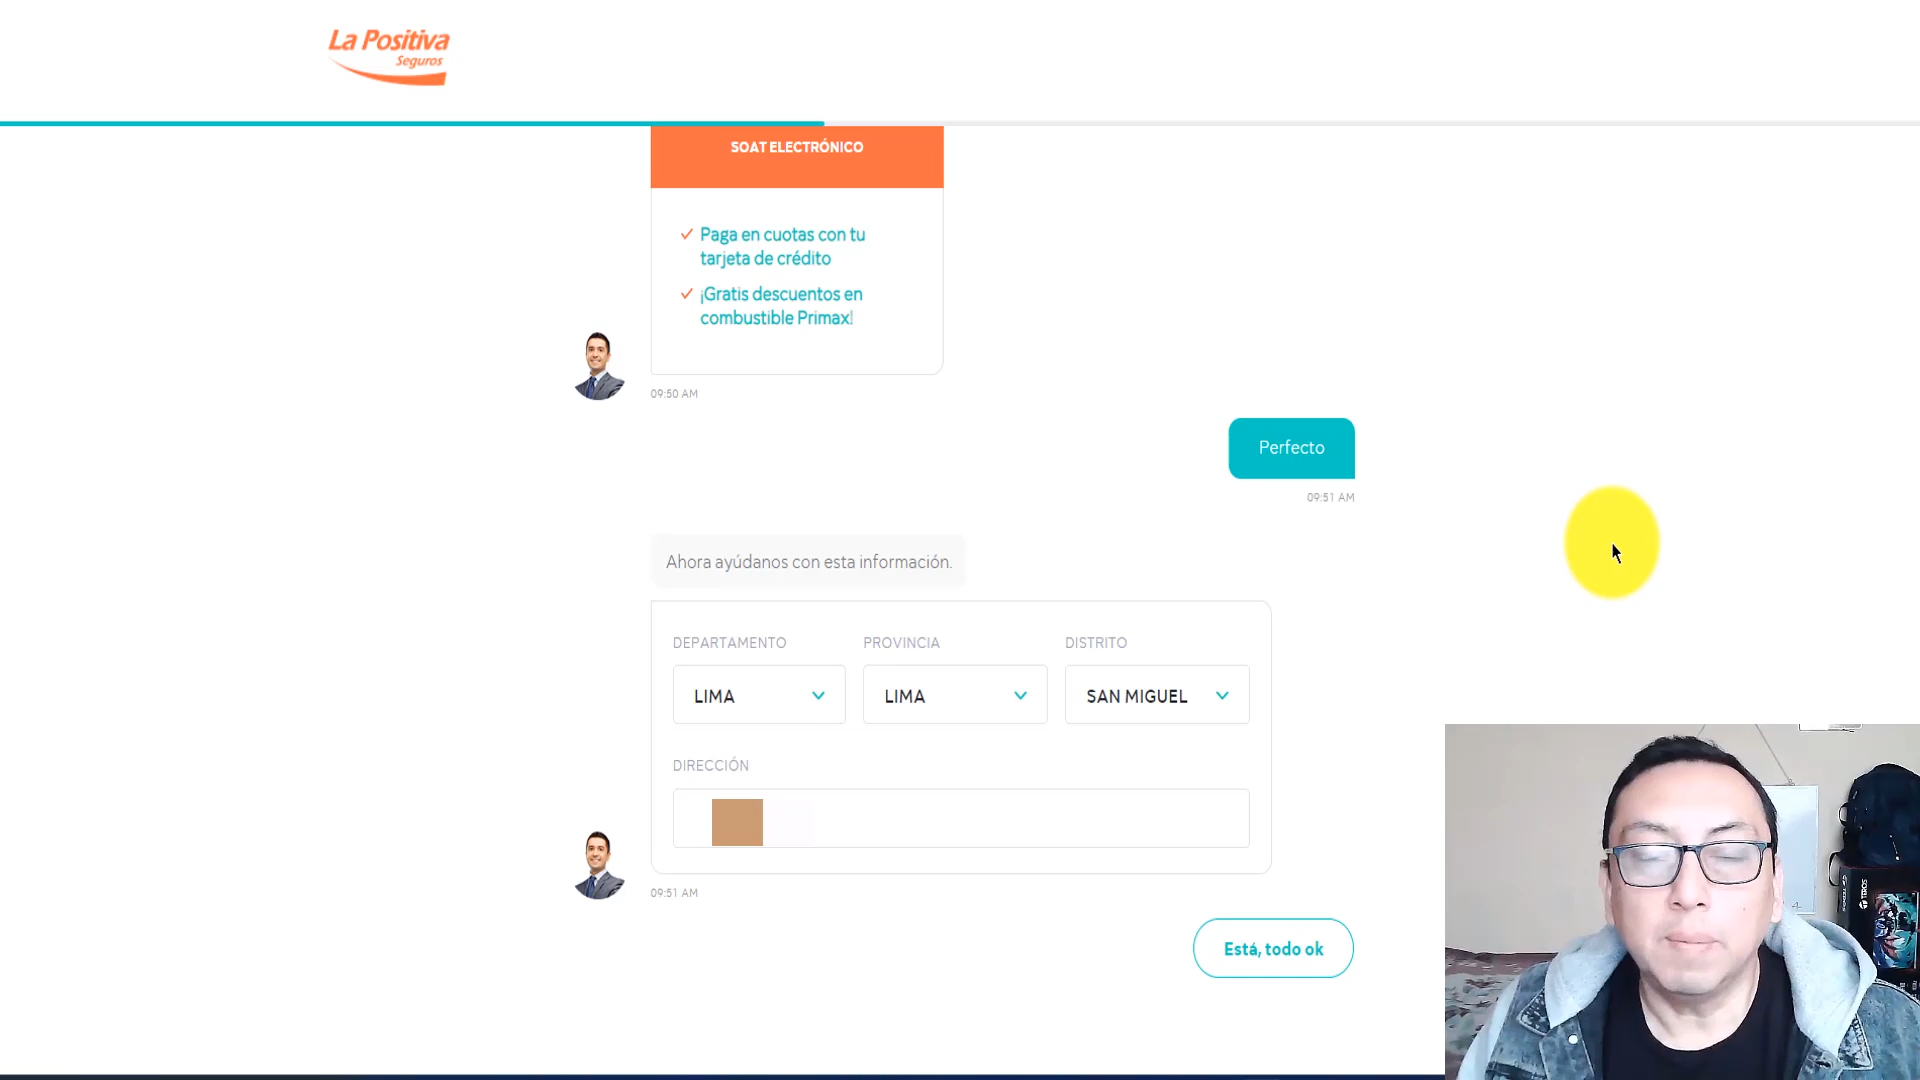 La Positiva
Seguros
SOAT ELECTRÓNICO
Paga en cuotas con tu
tarjeta de crédito
¡Gratis descuentos en
combustible Primax!
09:50 AM
Perfecto
09:51 AM
Ahora ayúdanos con esta información.
DEPARTAMENTO PROVINCIA DISTRITO
LIMA LIMA SAN MIGUEL
DIRECCIÓN
09:51 AM
Está, todo ok
TEROS